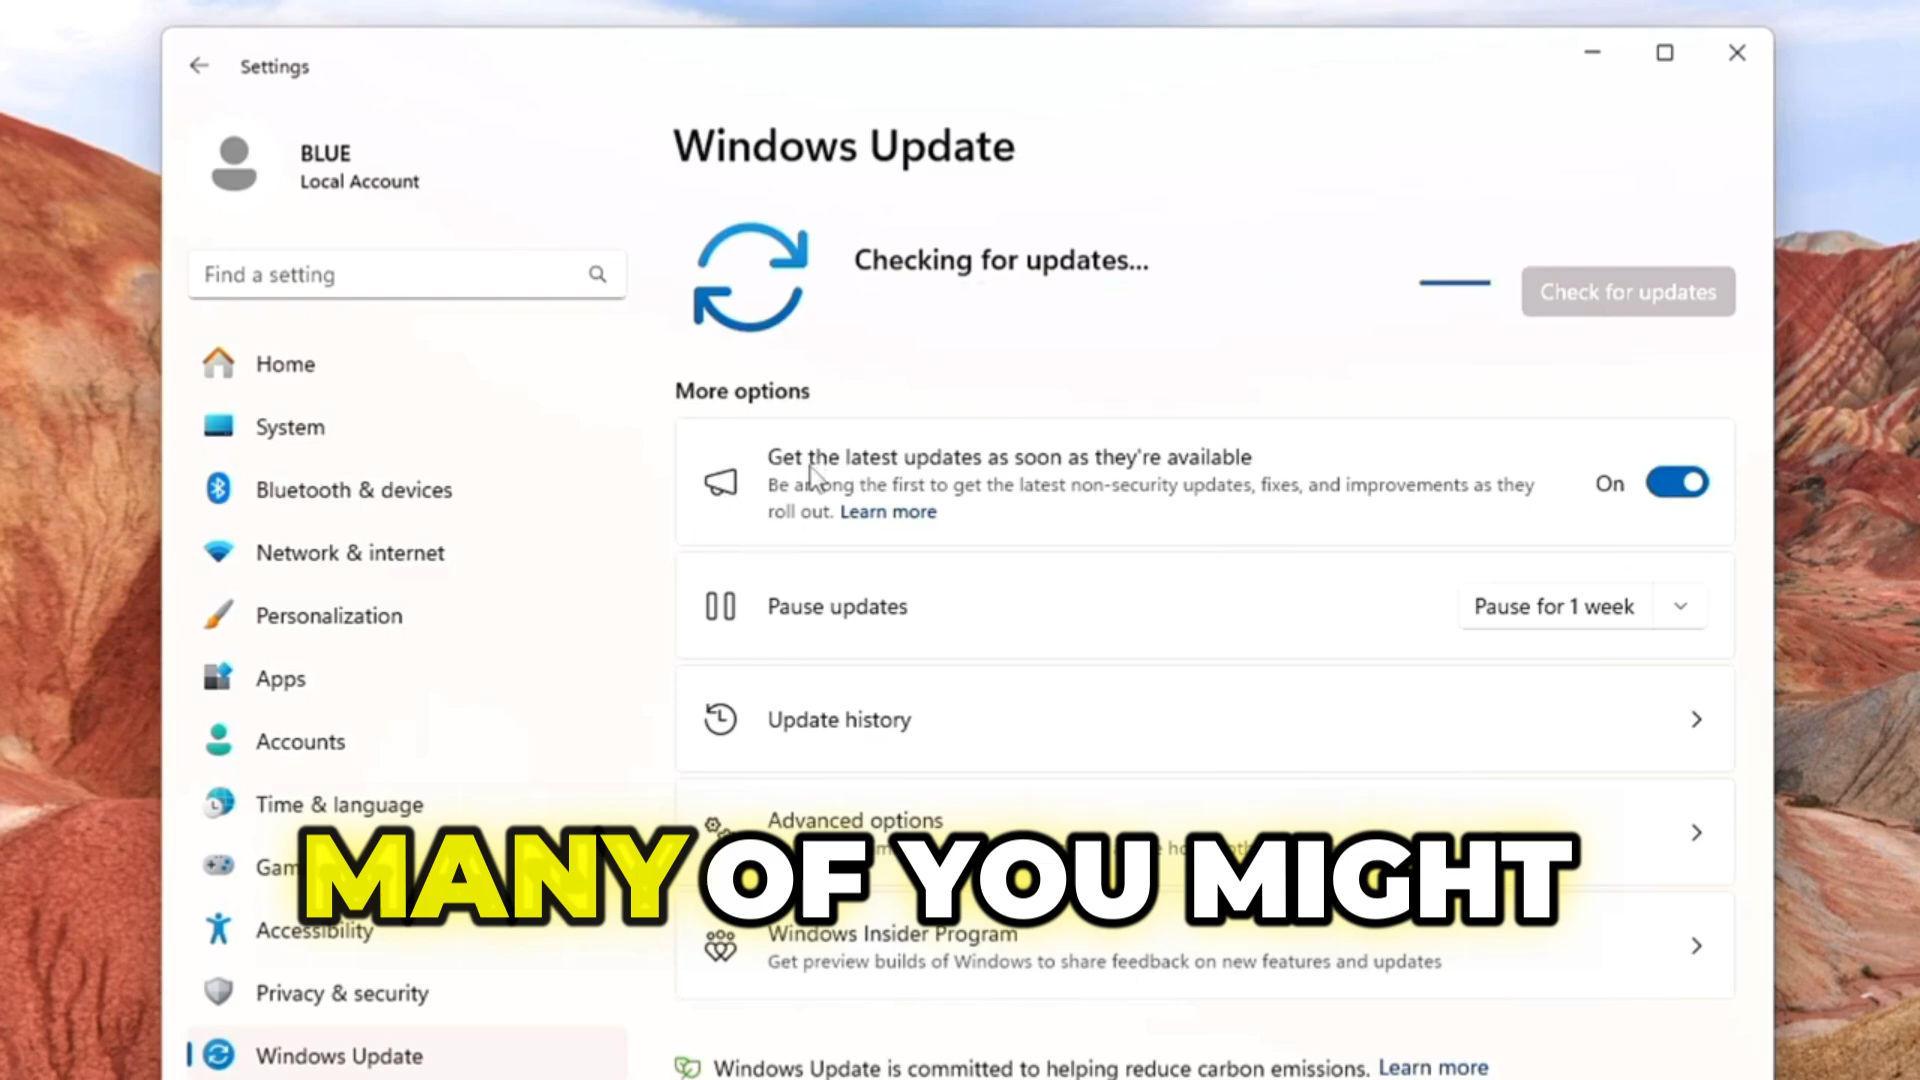 Settings
BLUE
Local Account
Find a setting
Home
System
Bluetooth & devices
Network & internet
Personalization
Apps
Accounts
Time & language
Gam
Accessibility
Privacy & security
Windows Update
Windows Update
Checking for updates...
Check for updates
More options
Get the latest updates as soon as they're available
Be among the first to get the latest non-security updates, fixes, and improvements as they
roll out. Learn more
On
Pause updates
Pause for 1 week
Update history
Advanced options
MANY OF YOU MIGHT
Windows Insider Program
Get preview builds of Windows to share feedback on new features and updates
Windows Update is committed to helping reduce carbon emissions. Learn more